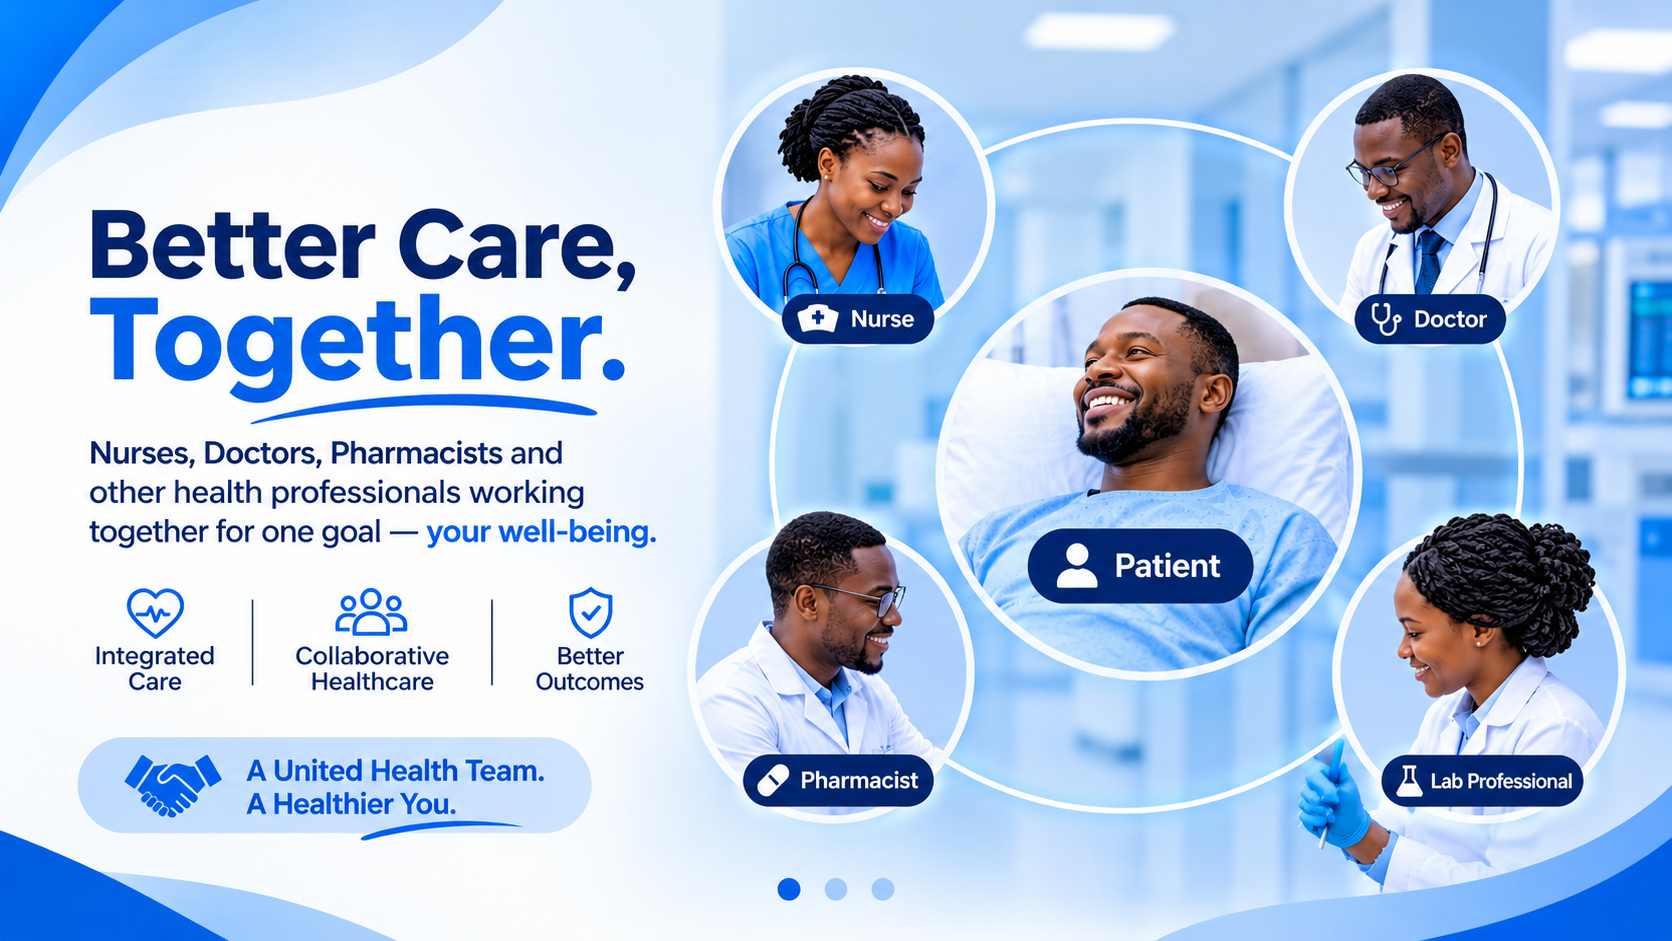 Better Care,
Together.
Nurses, Doctors, Pharmacists and
other health professionals working
together for one goal — your well-being.
Integrated
Care
Collaborative
Healthcare
Better
Outcomes
A United Health Team.
A Healthier You.
Nurse
Doctor
Patient
Pharmacist
Lab Professional